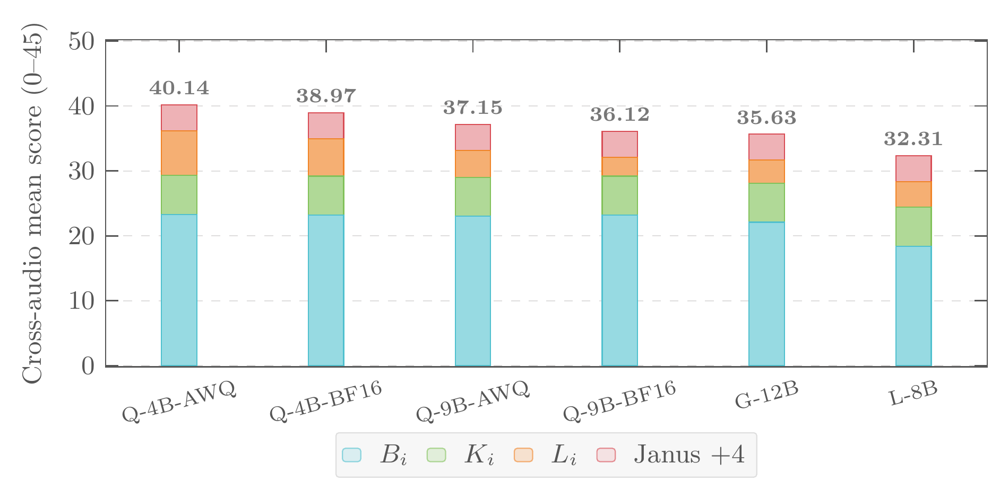 Cross-audio mean score (0–45)
50
40
30
20
10
0
40.14
38.97
37.15
36.12
35.63
32.31
Q-4B-AWQ
Q-4B-BF16
Q-9B-AWQ
Q-9B-BF16
G-12B
L-8B
B_i K_i L_i Janus +4